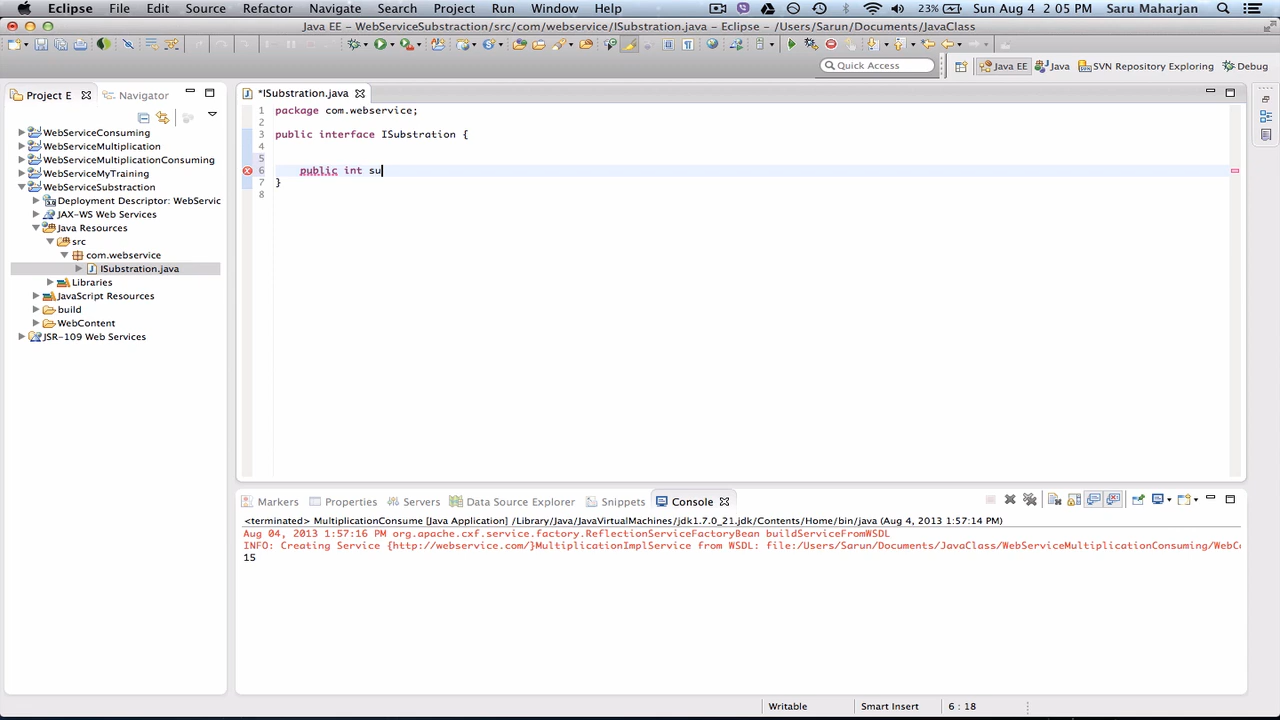 Eclipse File Edit Source Refactor Navigate Search Project Run Window Help 23% Sun Aug 4 2:05 PM Saru Maharjan
Java EE - WebServiceSubstraction/src/com/webservice/ISubstration.java - Eclipse - /Users/Sarun/Documents/JavaClass
Quick Access Java EE Java SVN Repository Exploring Debug
Project E Navigator
WebServiceConsuming
WebServiceMultiplication
WebServiceMultiplicationConsuming
WebServiceMyTraining
WebServiceSubstraction
Deployment Descriptor: WebServic
JAX-WS Web Services
Java Resources
src
com.webservice
ISubstration.java
Libraries
JavaScript Resources
build
WebContent
JSR-109 Web Services
*ISubstration.java
1 package com.webservice;
2
3 public interface ISubstration {
4
5
6 public int su
7 }
8
Markers Properties Servers Data Source Explorer Snippets Console
<terminated> MultiplicationConsume [Java Application] /Library/Java/JavaVirtualMachines/jdk1.7.0_21.jdk/Contents/Home/bin/java (Aug 4, 2013 1:57:14 PM)
Aug 04, 2013 1:57:16 PM org.apache.cxf.service.factory.ReflectionServiceFactoryBean buildServiceFromWSDL
INFO: Creating Service {http://webservice.com/}MultiplicationImplService from WSDL: file:/Users/Sarun/Documents/JavaClass/WebServiceMultiplicationConsuming/WebCo
15
Writable Smart Insert 6 : 18